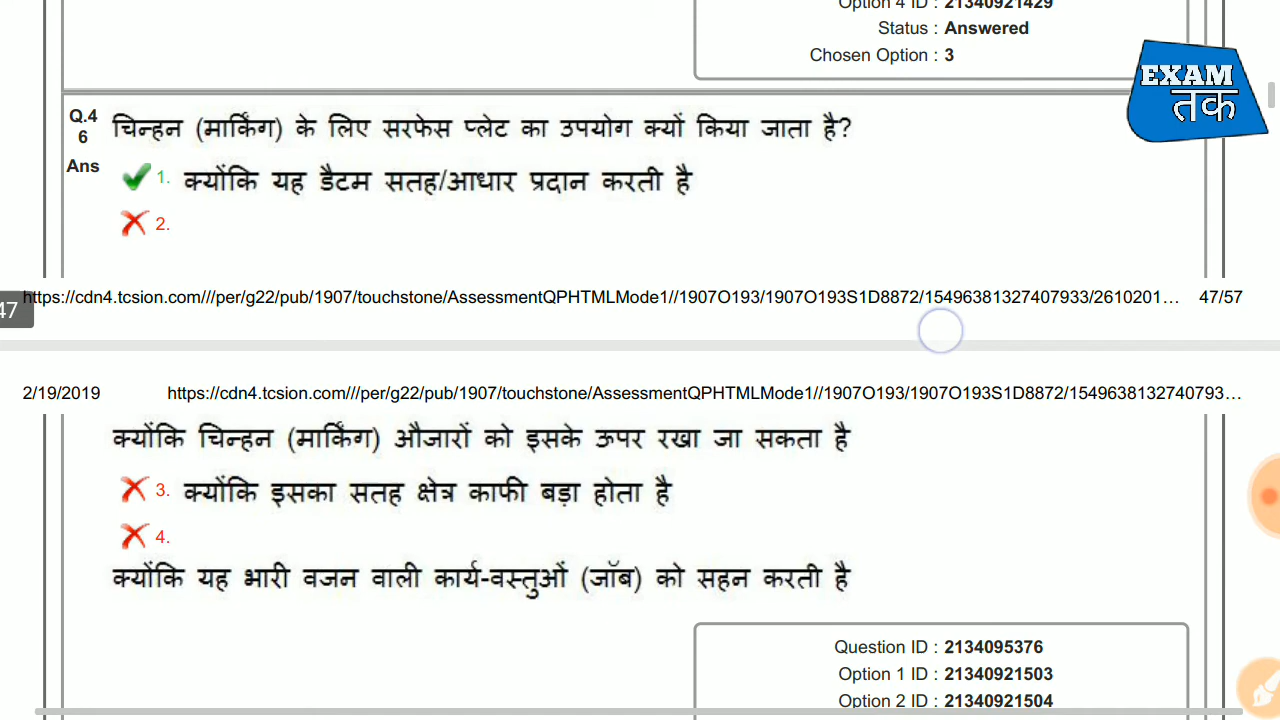 Option 4 ID : 21340921429
Status : Answered
Chosen Option : 3
EXAM
तक
Q.4
6
चिन्हन (मार्किंग) के लिए सरफेस प्लेट का उपयोग क्यों किया जाता है?
Ans
1. क्योंकि यह डैटम सतह/आधार प्रदान करती है
2.
47
https://cdn4.tcsion.com///per/g22/pub/1907/touchstone/AssessmentQPHTMLMode1//1907O193/1907O193S1D8872/15496381327407933/2610201… 47/57
2/19/2019 https://cdn4.tcsion.com///per/g22/pub/1907/touchstone/AssessmentQPHTMLMode1//1907O193/1907O193S1D8872/1549638132740793…
क्योंकि चिन्हन (मार्किंग) औजारों को इसके ऊपर रखा जा सकता है
3. क्योंकि इसका सतह क्षेत्र काफी बड़ा होता है
4.
क्योंकि यह भारी वजन वाली कार्य-वस्तुओं (जॉब) को सहन करती है
Question ID : 2134095376
Option 1 ID : 21340921503
Option 2 ID : 21340921504